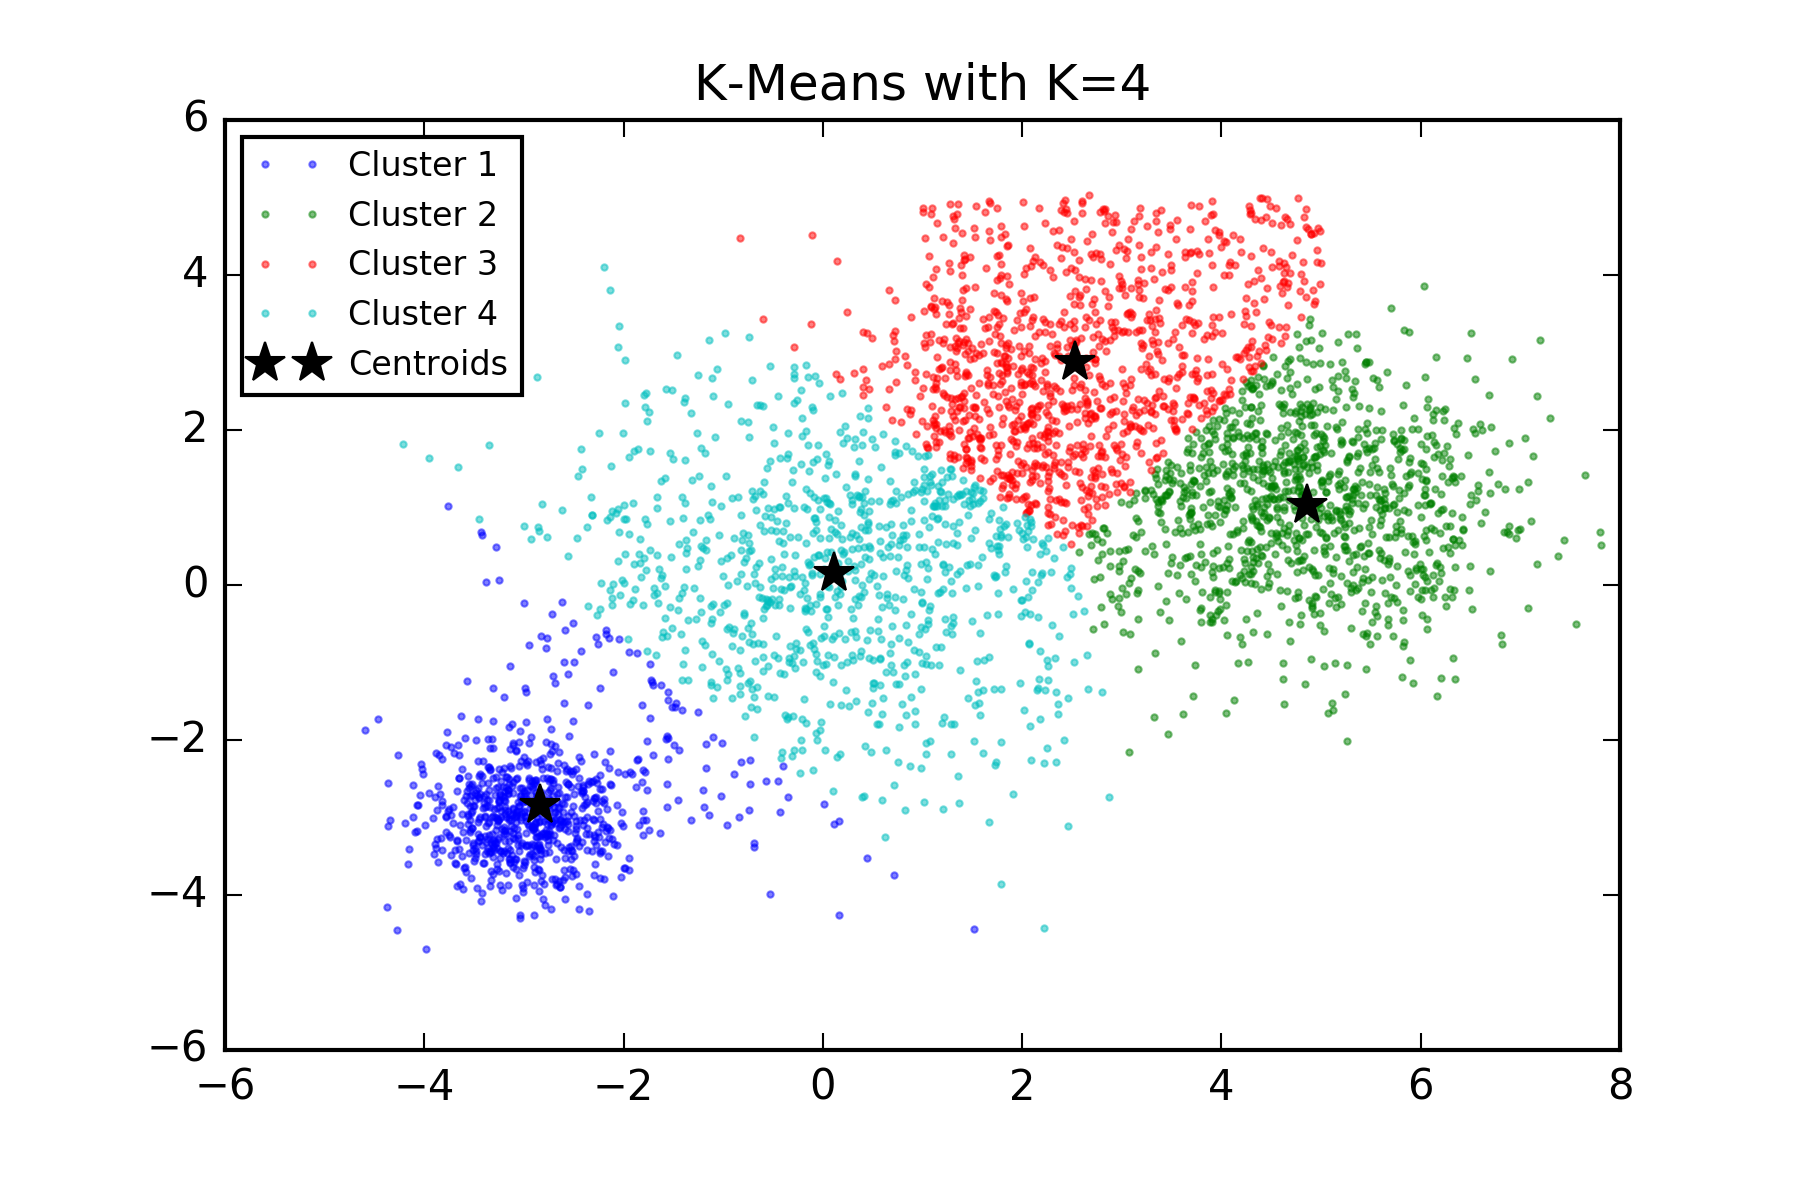 K-Means with K=4
6
4
2
0
−2
−4
−6
Cluster 1
Cluster 2
Cluster 3
Cluster 4
Centroids
−6 −4 −2 0 2 4 6 8